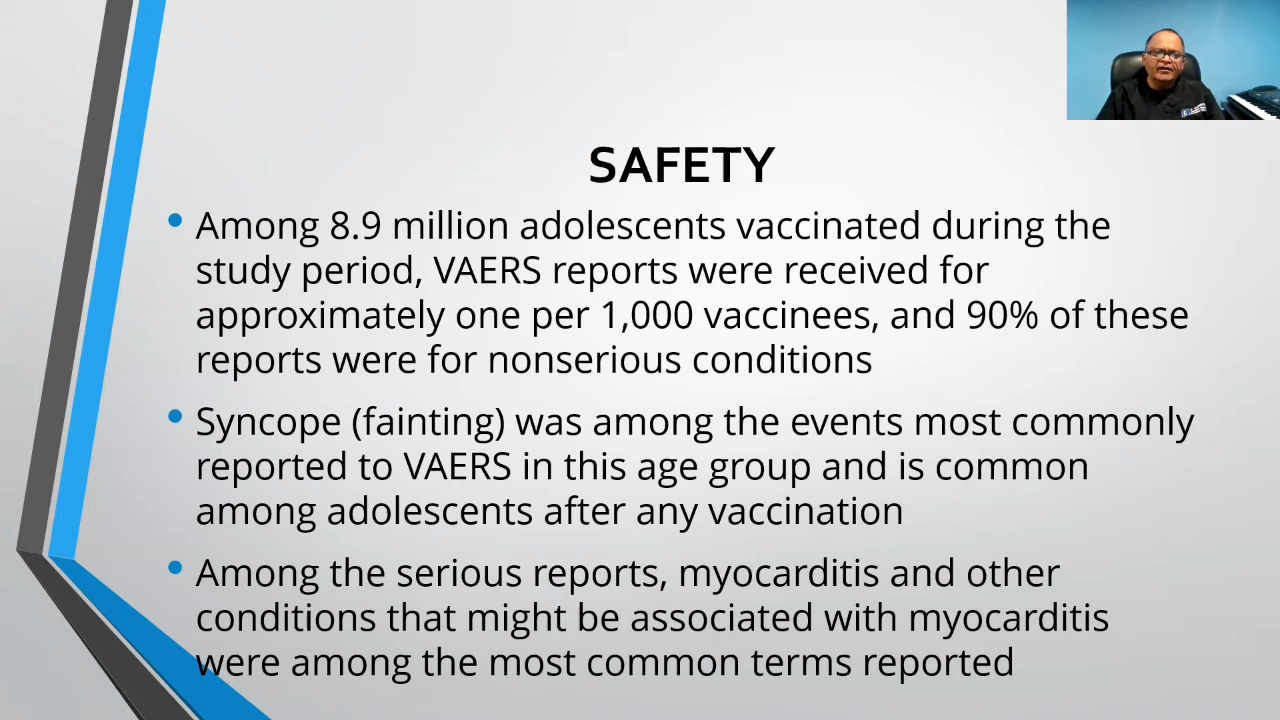 SAFETY
• Among 8.9 million adolescents vaccinated during the
study period, VAERS reports were received for
approximately one per 1,000 vaccinees, and 90% of these
reports were for nonserious conditions
• Syncope (fainting) was among the events most commonly
reported to VAERS in this age group and is common
among adolescents after any vaccination
• Among the serious reports, myocarditis and other
conditions that might be associated with myocarditis
were among the most common terms reported